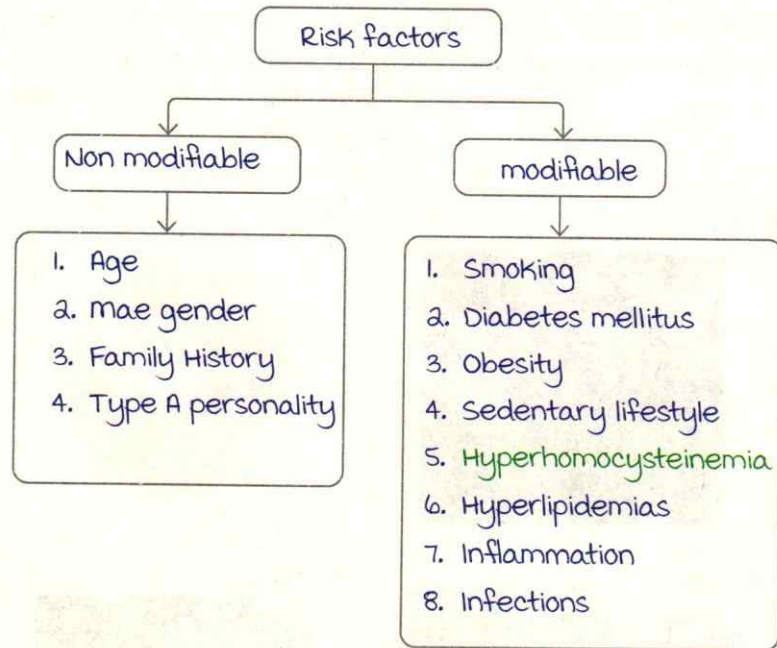 Risk factors
Non modifiable
modifiable
1. Age
2. mae gender
3. Family History
4. Type A personality
1. Smoking
2. Diabetes mellitus
3. Obesity
4. Sedentary lifestyle
5. Hyperhomocysteinemia
6. Hyperlipidemias
7. Inflammation
8. Infections